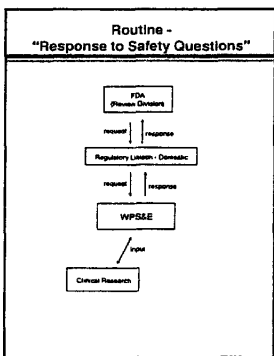 Routine -
"Response to Safety Questions"
FDA
(Review Division)
request response
Regulatory Liaison - Domestic
request response
WPS&E
input
Clinical Research